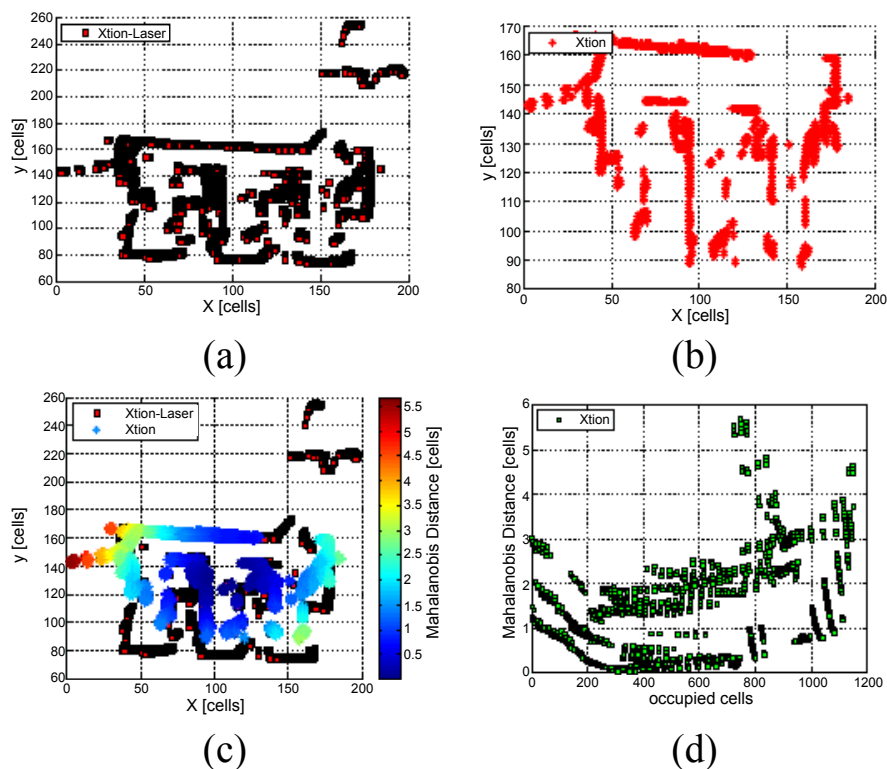 260
240
220
200
180
160
140
120
100
80
60
y [cells]
Xtion-Laser
0 50 100 150 200
X [cells]
(a)
170
160
150
140
130
120
110
100
90
80
y [cells]
Xtion
0 50 100 150 200
X [cells]
(b)
260
240
220
200
180
160
140
120
100
80
60
y [cells]
Xtion-Laser
Xtion
0 50 100 150 200
X [cells]
5.5
5
4.5
4
3.5
3
2.5
2
1.5
1
0.5
Mahalanobis Distance [cells]
(c)
6
5
4
3
2
1
0
Mahalanobis Distance [cells]
Xtion
0 200 400 600 800 1000 1200
occupied cells
(d)